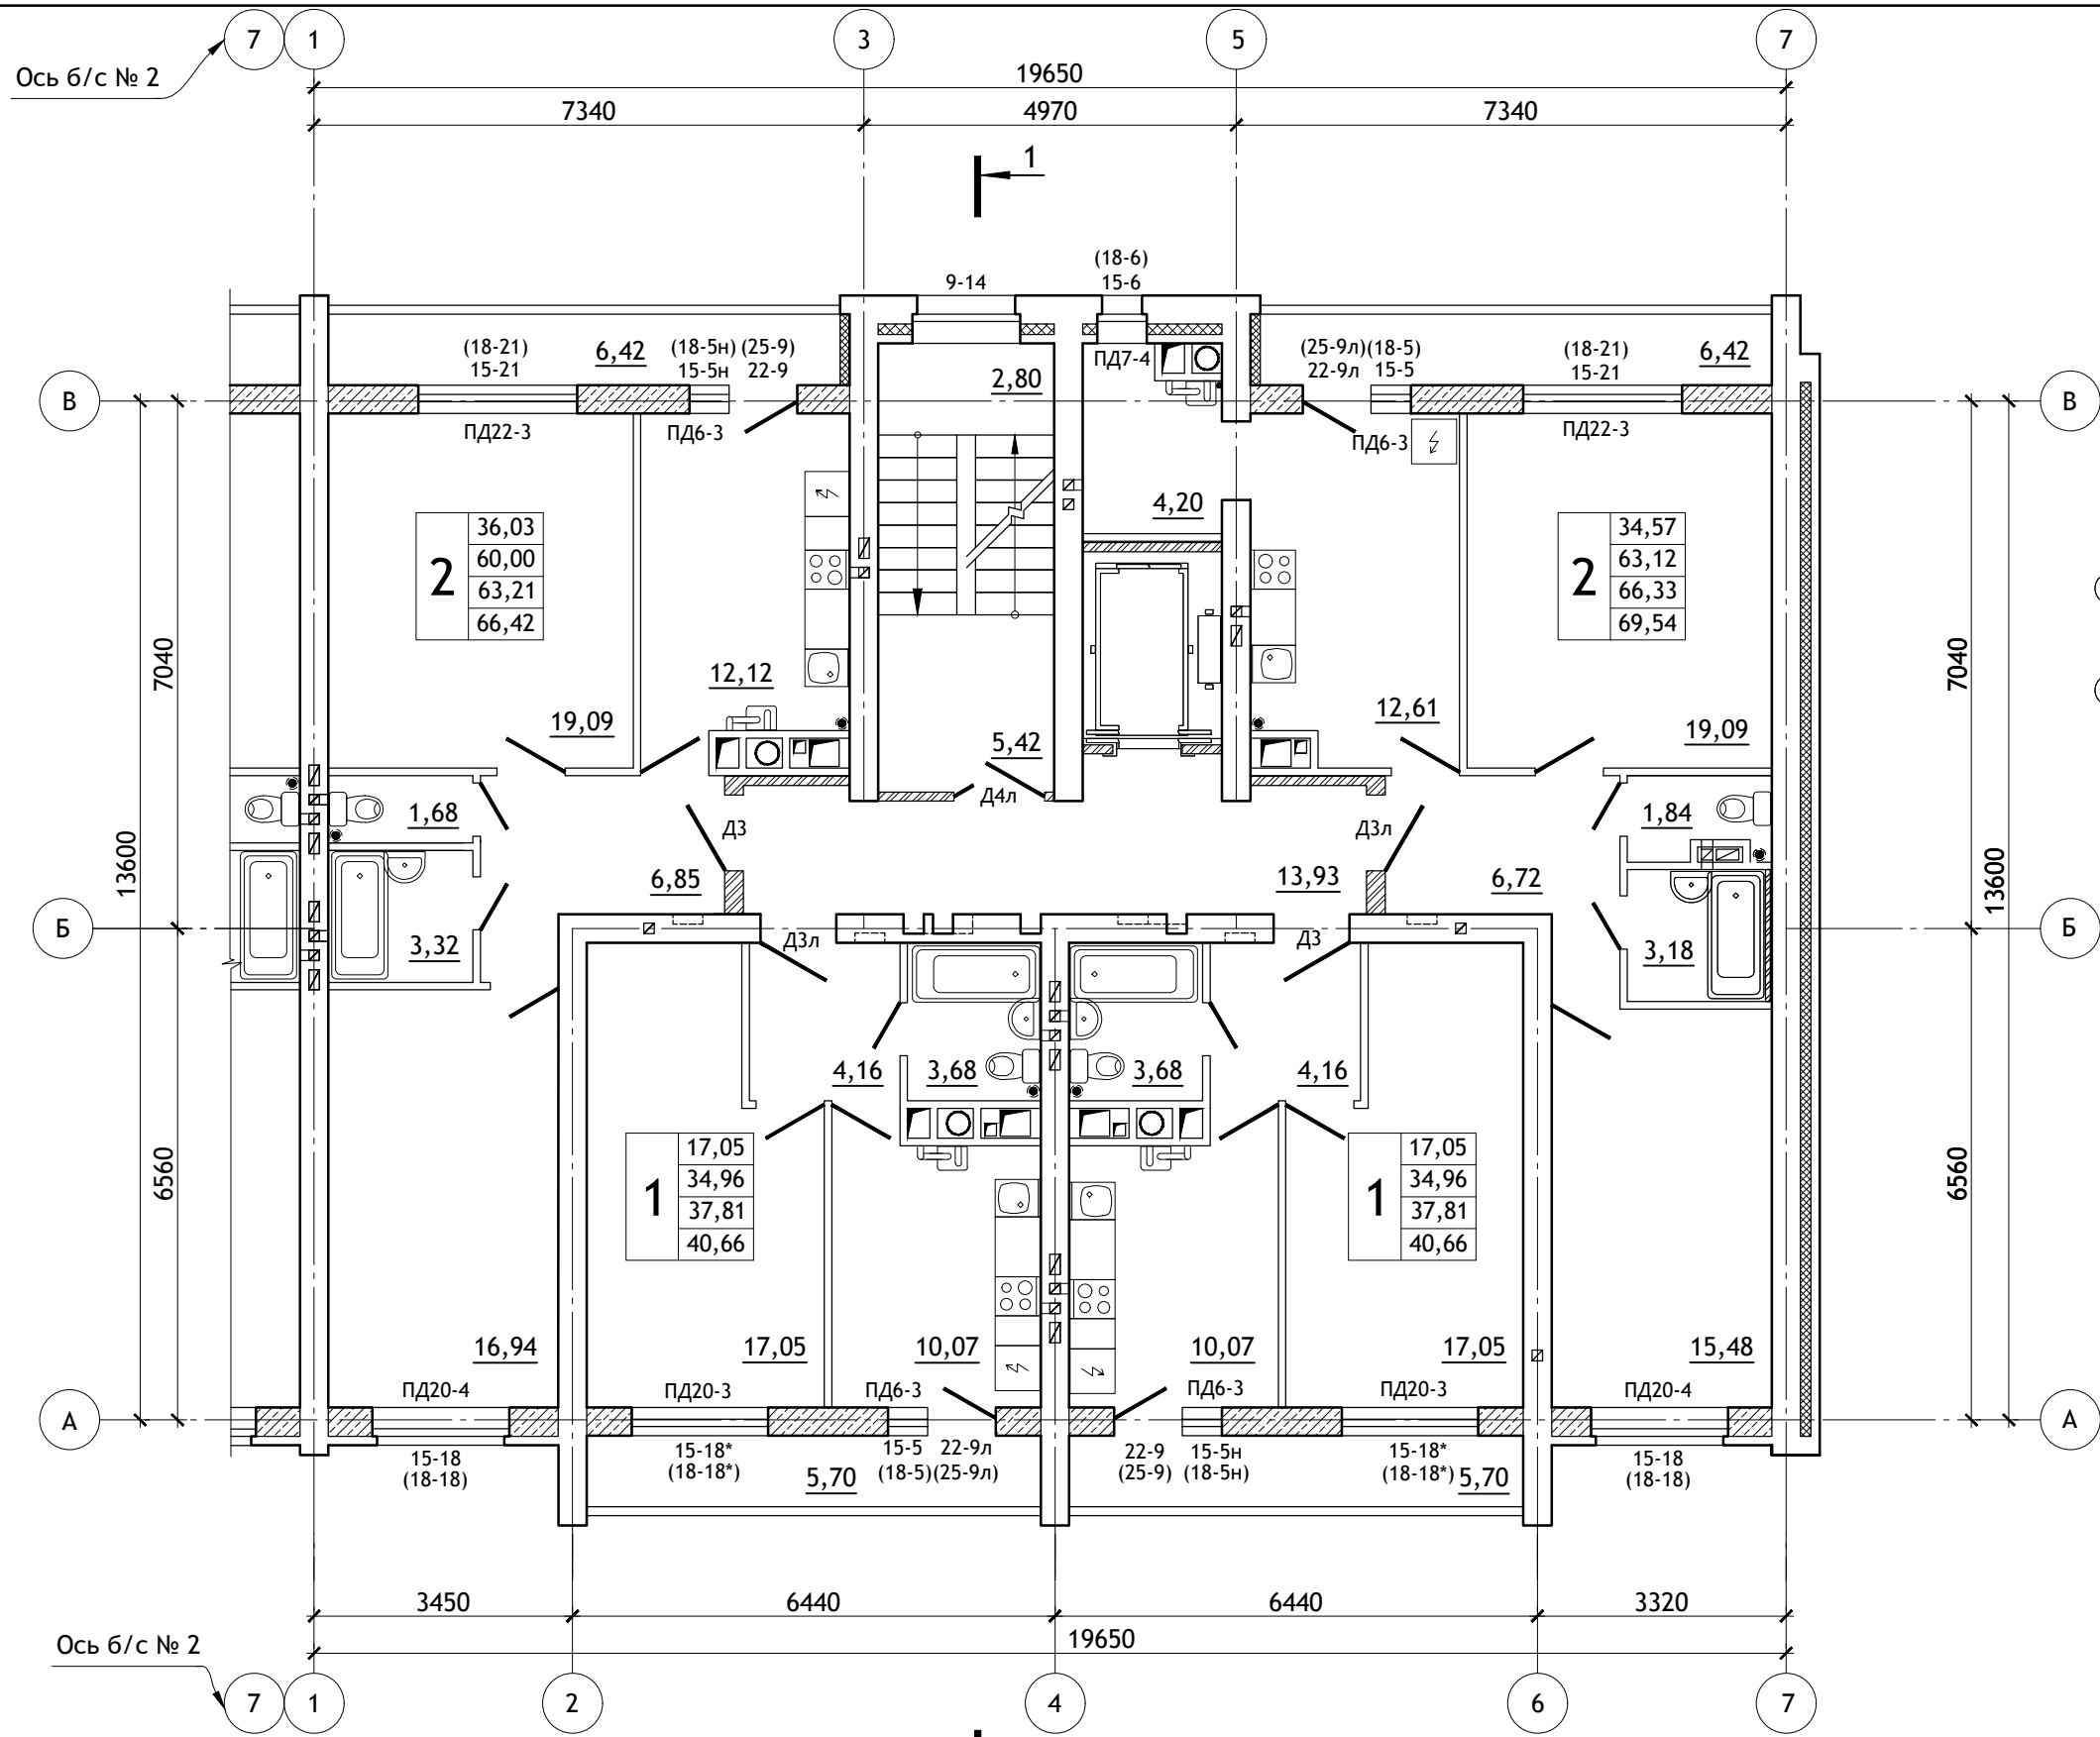 7 1 3 5 7
Ось б/с № 2
19650
7340 4970 7340
1
(18-6)
9-14 15-6
(18-21) 6,42 (18-5н) (25-9) (25-9л)(18-5) (18-21) 6,42
15-21 15-5н 22-9 2,80 ПД7-4 22-9л 15-5 15-21
В В
ПД22-3 ПД6-3 ПД6-3 ПД22-3
4,20
2 36,03
60,00
63,21
66,42
2 34,57
63,12
66,33
69,54
7040 7040
12,12 12,61
19,09 5,42 19,09
Д4л
1,68 Д3 Д3л 1,84
13600 13600
6,85 13,93 6,72
Б Б
3,32 Д3л Д3 3,18
4,16 3,68 3,68 4,16
1 17,05
34,96
37,81
40,66
1 17,05
34,96
37,81
40,66
6560 6560
16,94 17,05 10,07 10,07 17,05 15,48
ПД20-4 ПД20-3 ПД6-3 ПД6-3 ПД20-3 ПД20-4
А А
15-18 15-18* 15-5 22-9л 22-9 15-5н 15-18* 15-18
(18-18) (18-18*) (18-5)(25-9л) (25-9) (18-5н) (18-18*) (18-18)
5,70 5,70
3450 6440 6440 3320
19650
Ось б/с № 2
7 1 2 4 6 7